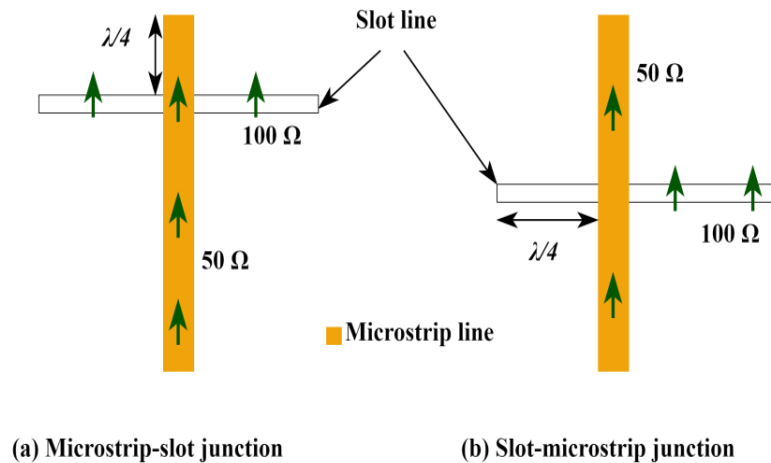 λ/4
Slot line
50 Ω
100 Ω
50 Ω
λ/4
100 Ω
Microstrip line
(a) Microstrip-slot junction
(b) Slot-microstrip junction